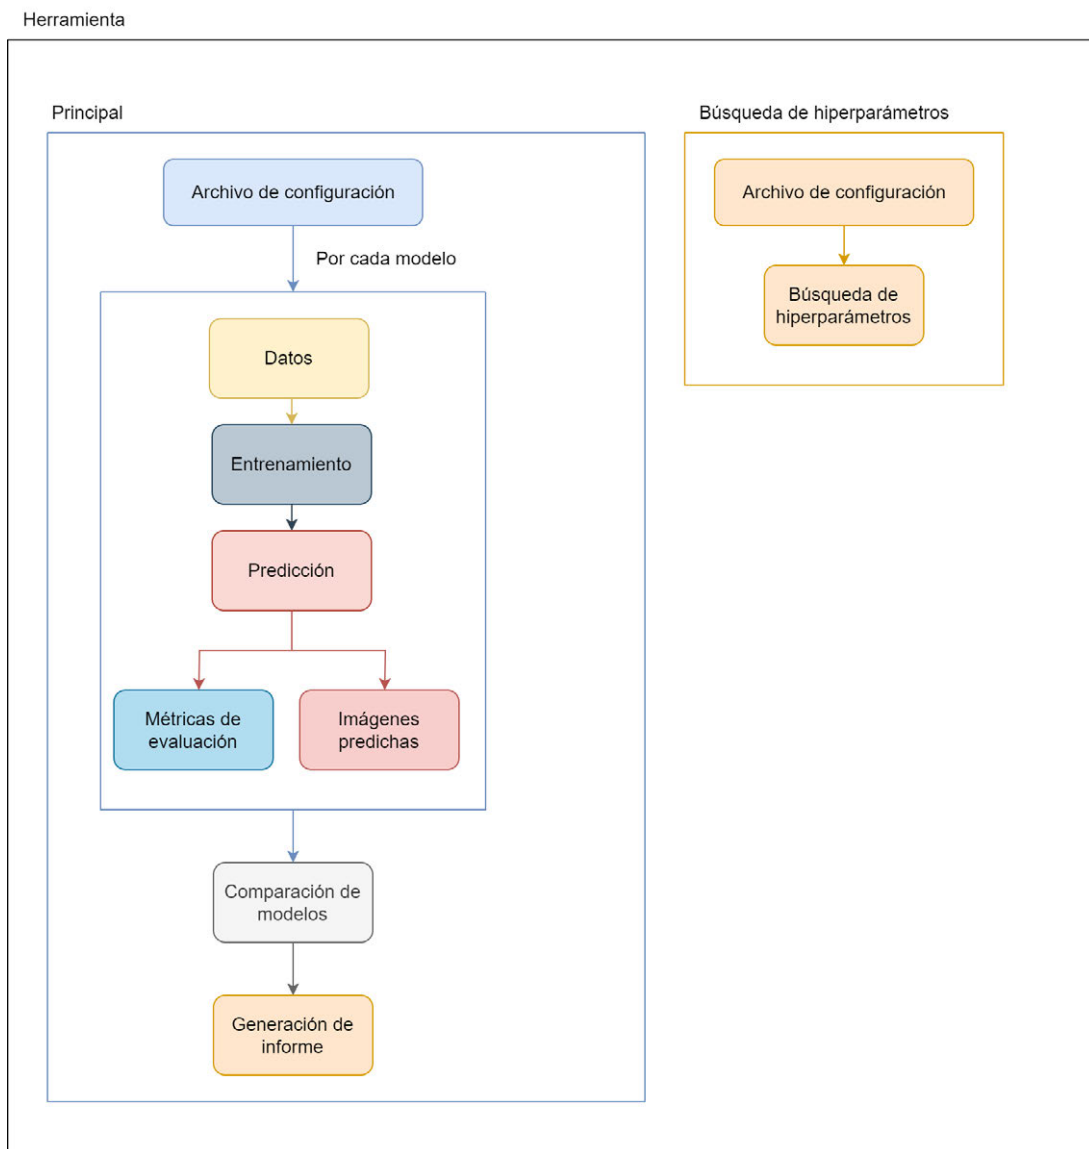 Herramienta
Principal
Archivo de configuración
Por cada modelo
Datos
Entrenamiento
Predicción
Métricas de
evaluación
Imágenes
predichas
Comparación de
modelos
Generación de
informe
Búsqueda de hiperparámetros
Archivo de configuración
Búsqueda de
hiperparámetros